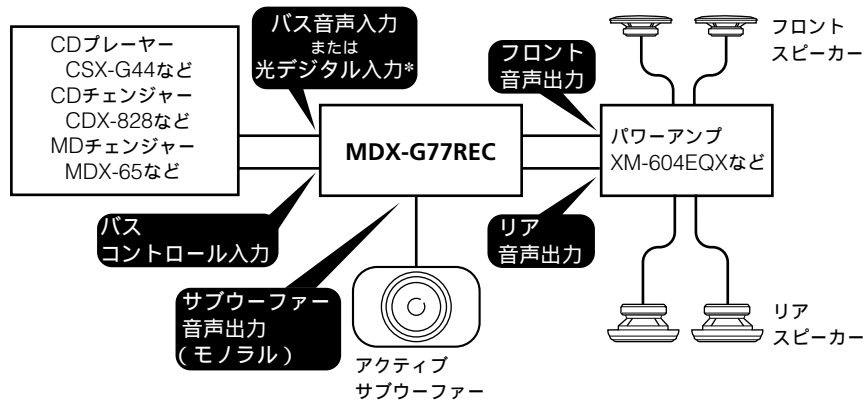 CDプレーヤー
CSX-G44など
CDチェンジャー
CDX-828など
MDチェンジャー
MDX-65など
バス音声入力
または
光デジタル入力*
バス
コントロール入力
サブウーファー
音声出力
(モノラル)
MDX-G77REC
アクティブ
サブウーファー
フロント
音声出力
リア
音声出力
パワーアンプ
XM-604EQXなど
フロント
スピーカー
リア
スピーカー